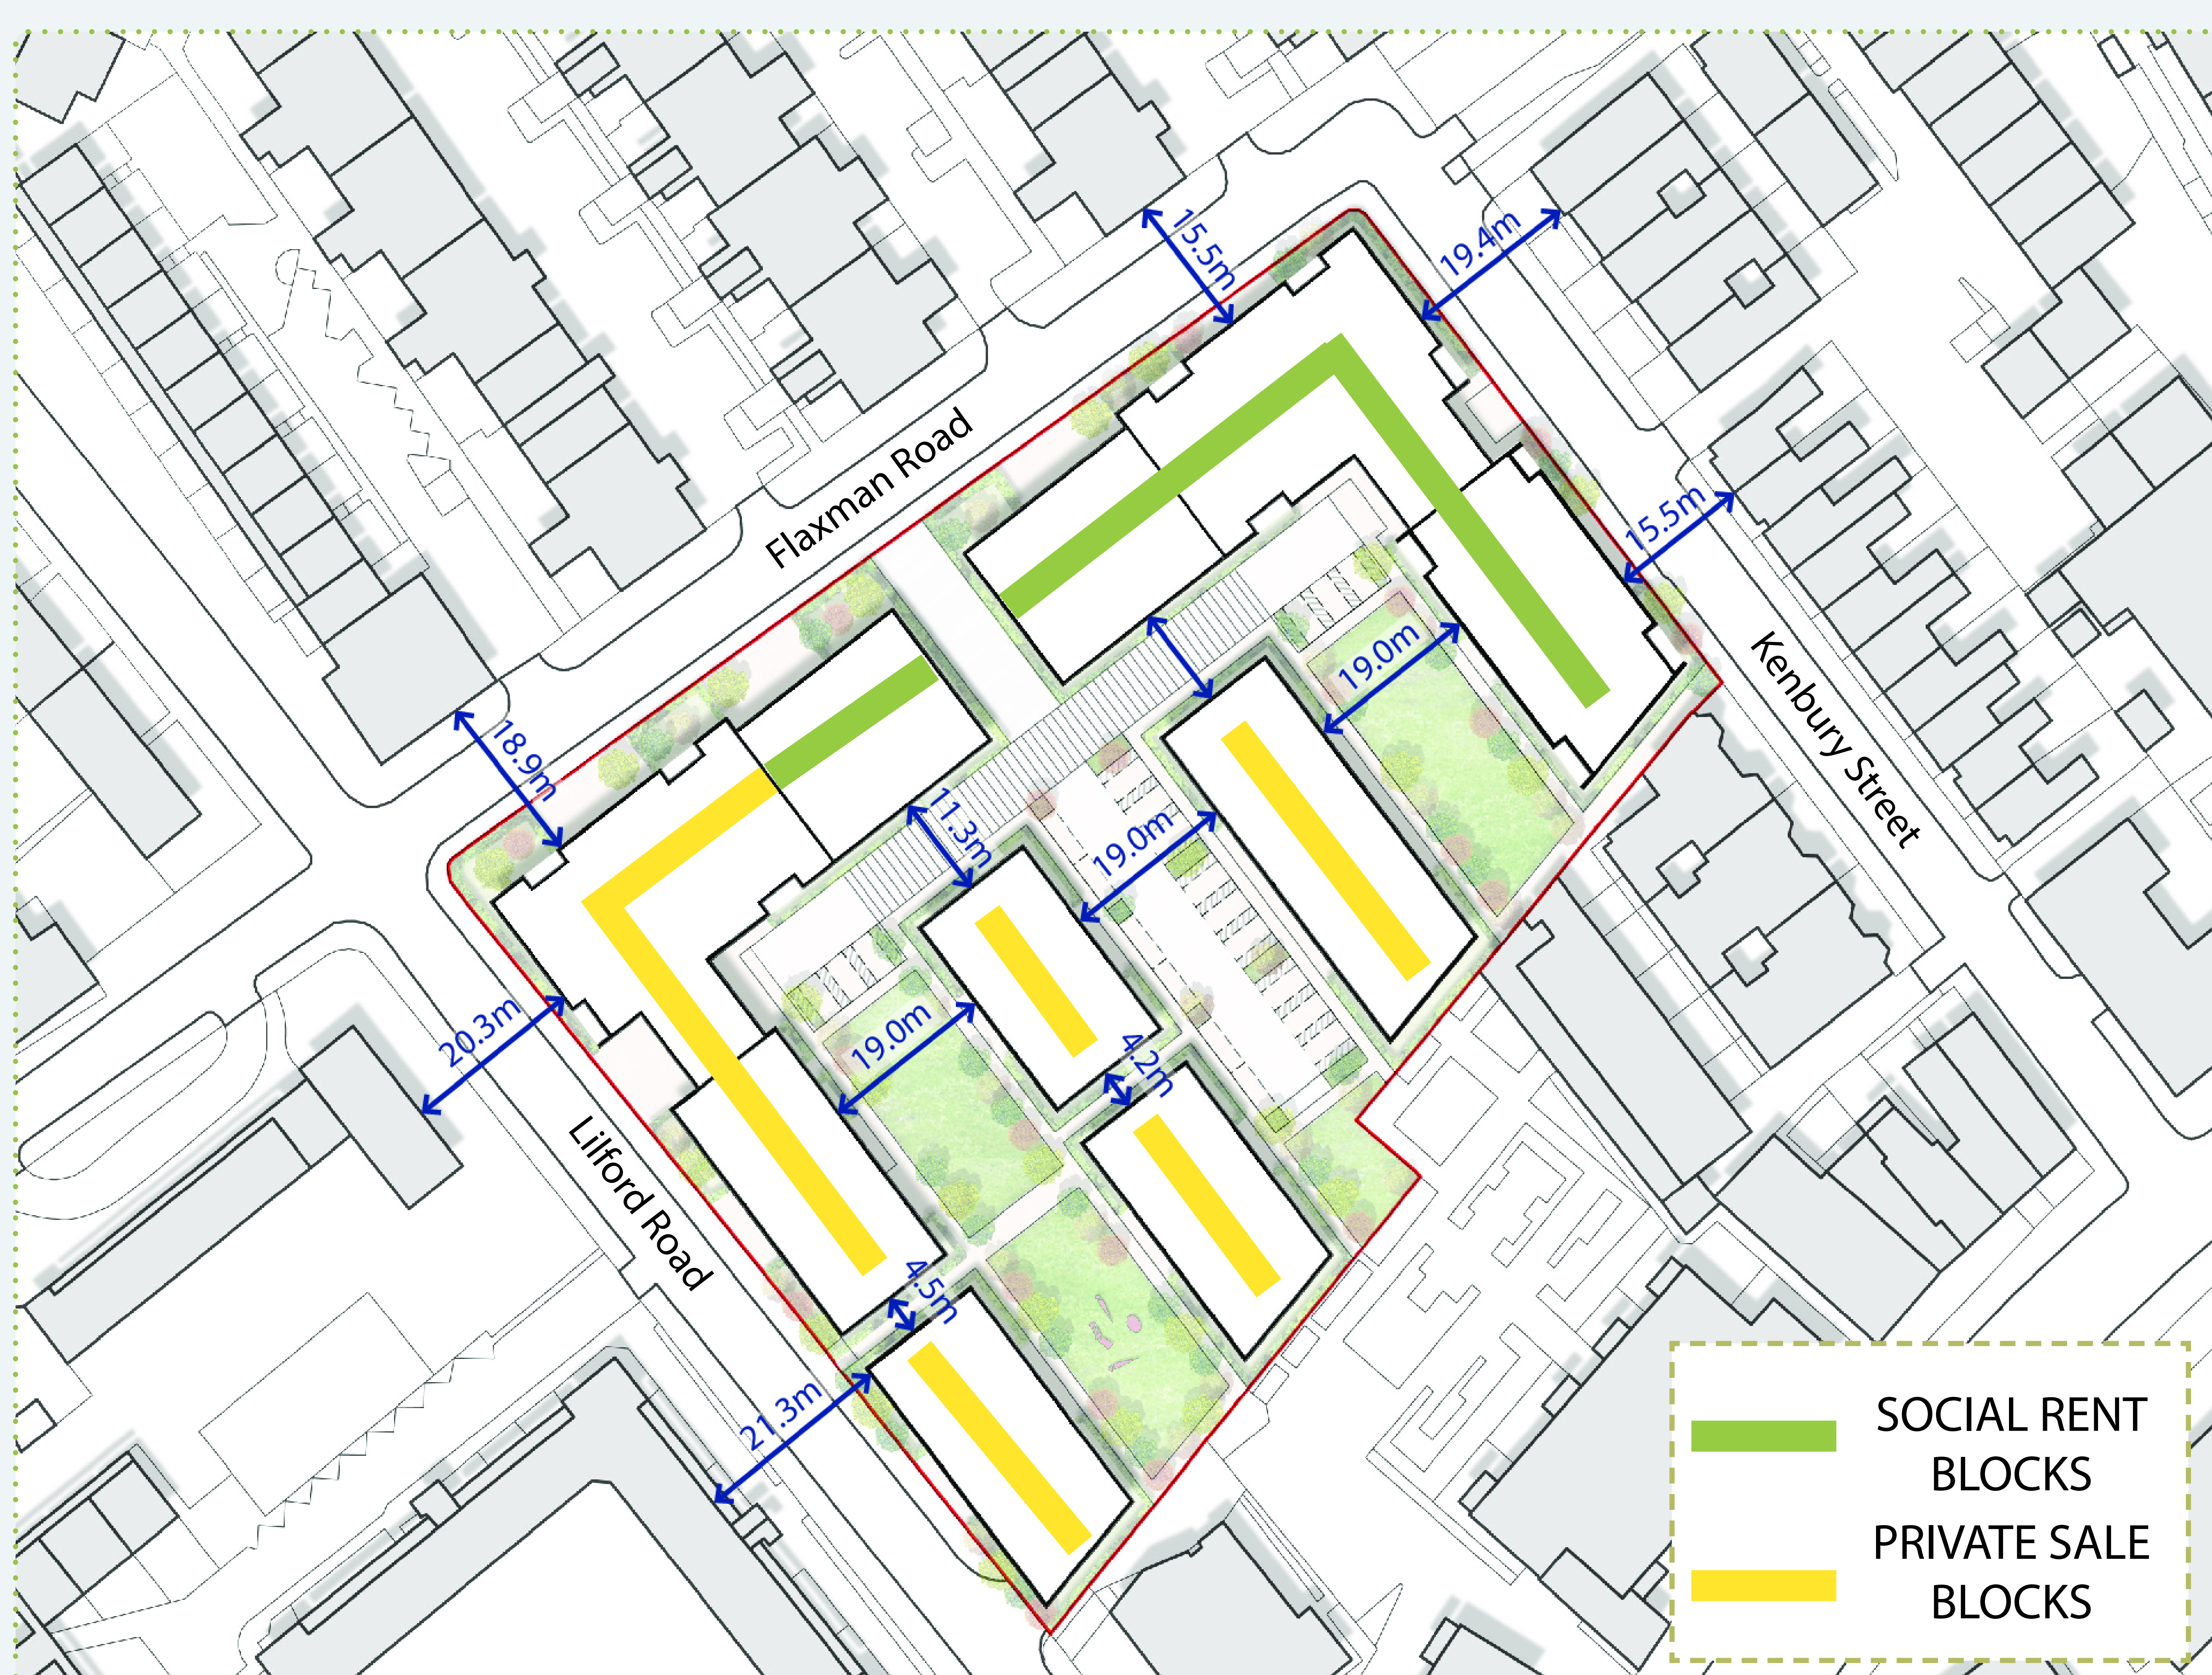 15.5m
19.4m
Flaxman Road
15.5m
19.0m
Kenbury Street
18.9m
11.3m
19.0m
20.3m
19.0m
4.2m
Lilford Road
4.5m
21.3m
SOCIAL RENT
BLOCKS
PRIVATE SALE
BLOCKS